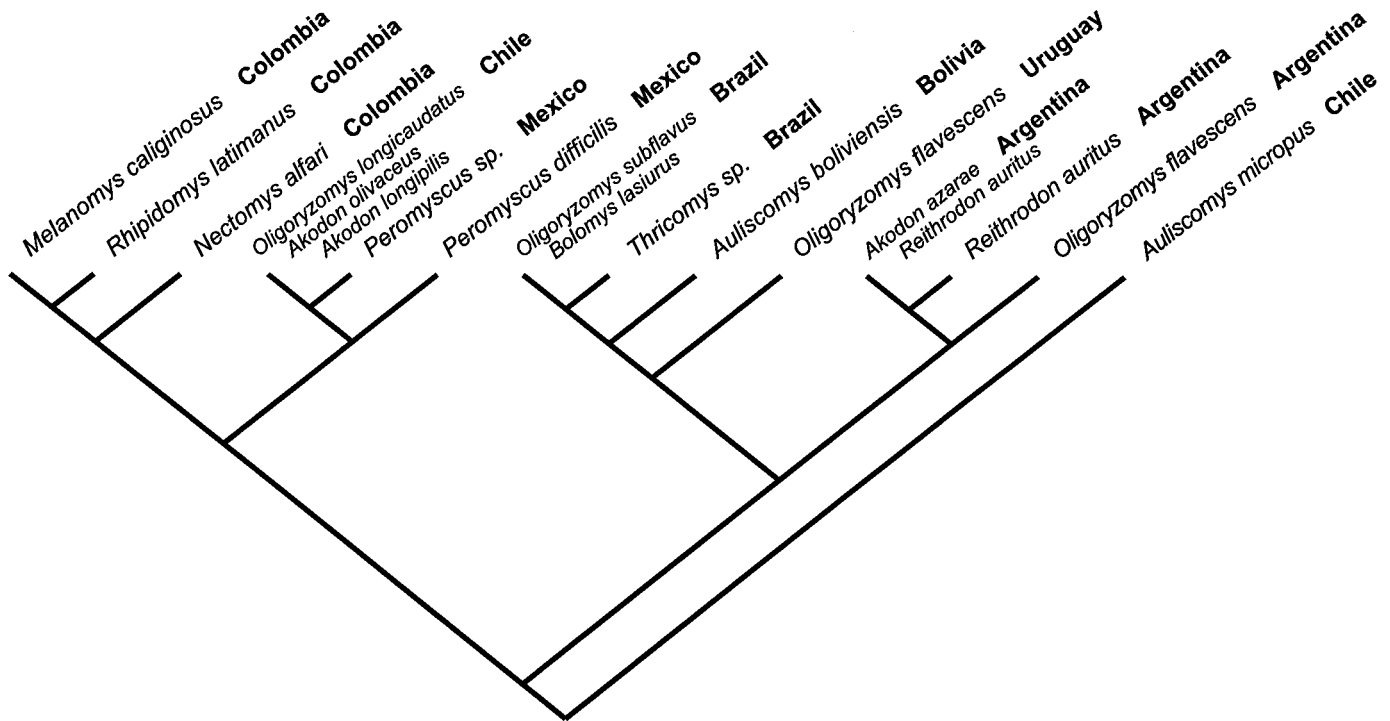 Melanomys caliginosus Colombia
Rhipidomys latimanus Colombia
Nectomys alfari Colombia
Oligoryzomys longicaudatus Chile
Akodon olivaceus
Akodon longipilis
Peromyscus sp. Mexico
Peromyscus difficilis Mexico
Oligoryzomys subflavus Brazil
Bolomys lasiurus
Thricomys sp. Brazil
Auliscomys boliviensis Bolivia
Oligoryzomys flavescens Uruguay
Akodon azarae Argentina
Reithrodon auritus
Reithrodon auritus Argentina
Oligoryzomys flavescens Argentina
Auliscomys micropus Chile